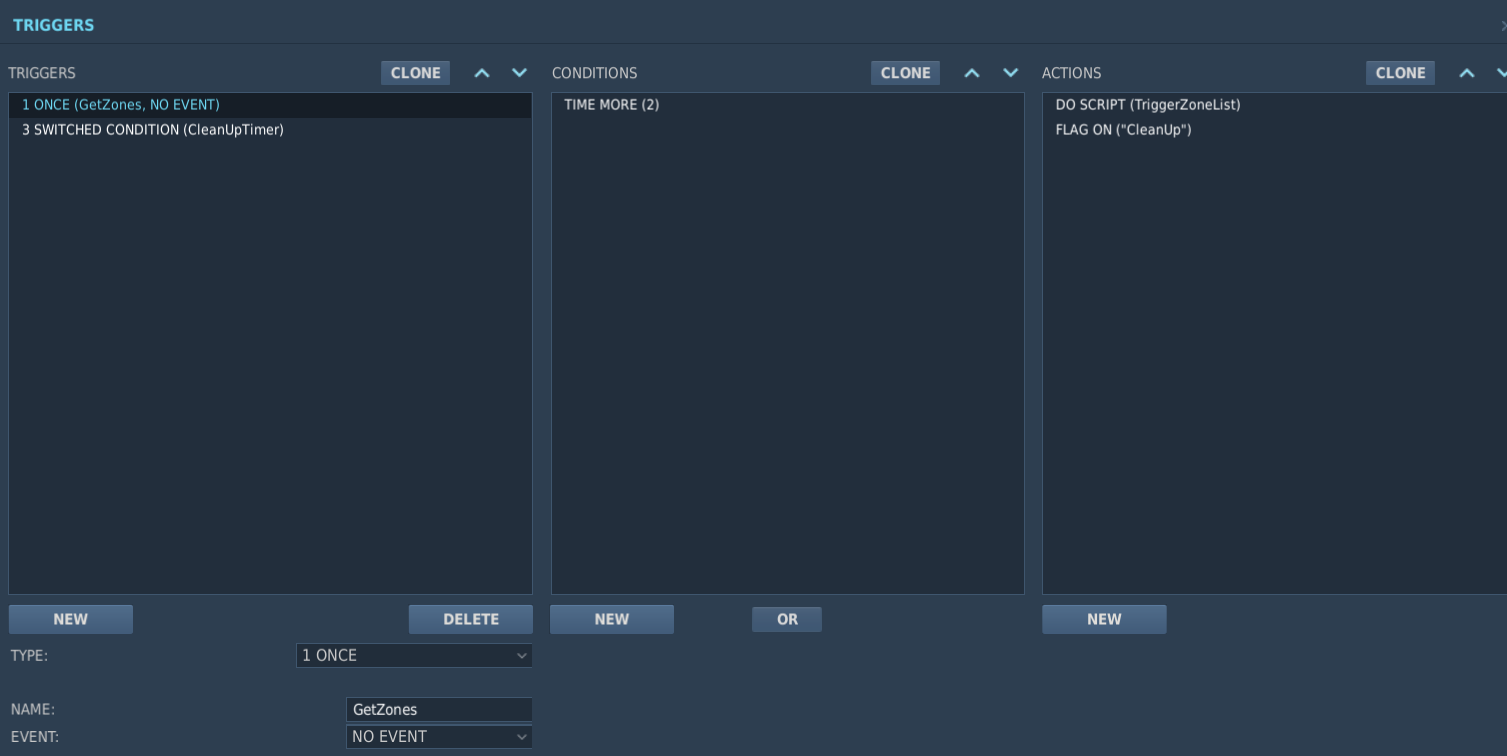 TRIGGERS
TRIGGERS CLONE CONDITIONS CLONE ACTIONS CLONE
1 ONCE (GetZones, NO EVENT) TIME MORE (2) DO SCRIPT (TriggerZoneList)
3 SWITCHED CONDITION (CleanUpTimer) FLAG ON ("CleanUp")
NEW DELETE NEW OR NEW
TYPE: 1 ONCE
NAME: GetZones
EVENT: NO EVENT